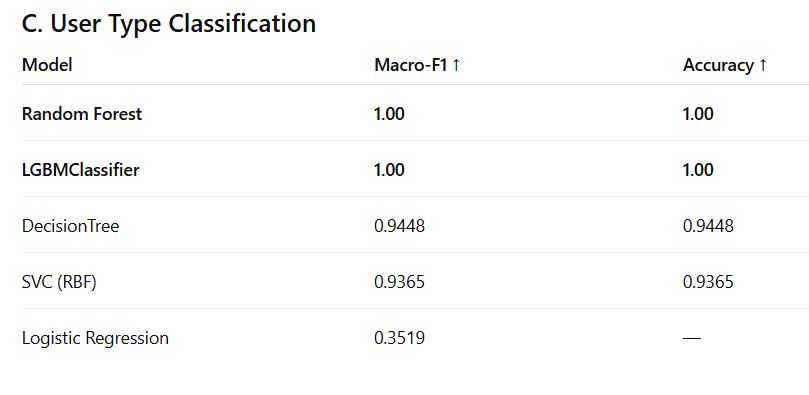 C. User Type Classification
Model Macro-F1 ↑ Accuracy ↑
Random Forest 1.00 1.00
LGBMClassifier 1.00 1.00
DecisionTree 0.9448 0.9448
SVC (RBF) 0.9365 0.9365
Logistic Regression 0.3519 —